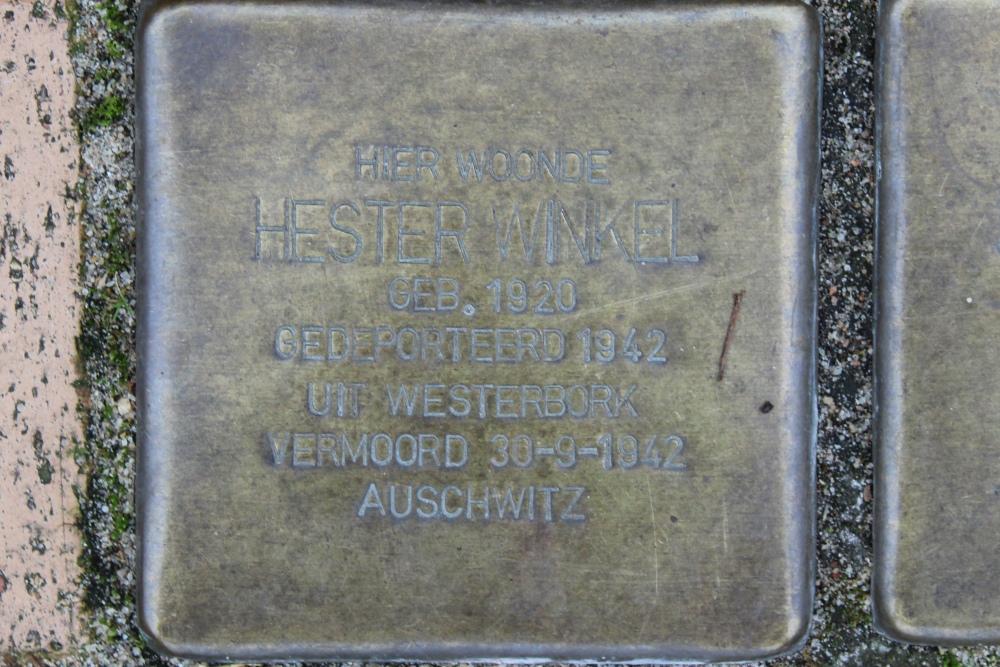 HIER WOONDE
HESTER WINKEL
GEB. 1920
GEDEPORTEERD 1942
UIT WESTERBORK
VERMOORD 30-9-1942
AUSCHWITZ